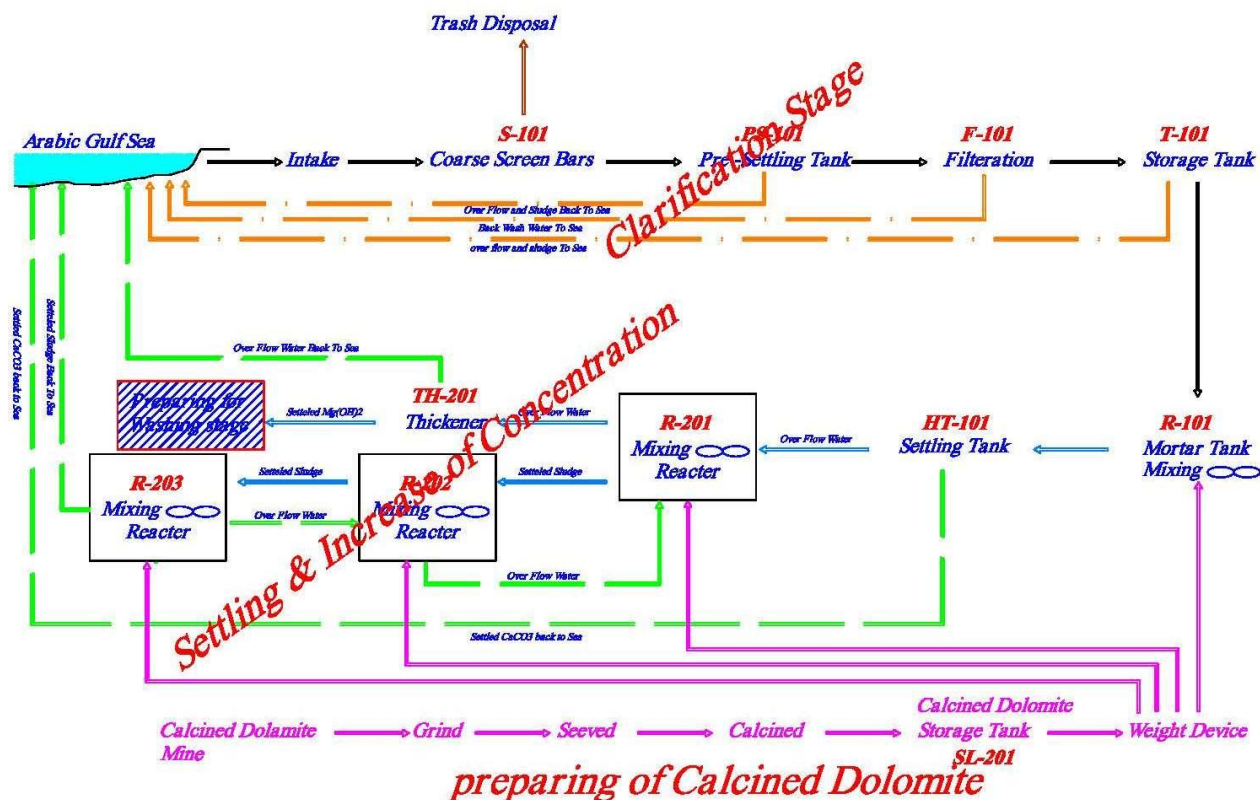 Trash Disposal
Clarification Stage
Arabic Gulf Sea
Intake
S-101
Coarse Screen Bars
PS-101
Pre-Settling Tank
F-101
Filteration
T-101
Storage Tank
Over Flow and Sludge Back To Sea
Back Wash Water To Sea
over flow and sludge To Sea
Settled CaCO3 back to Sea
Setteled Sludge Back To Sea
Over Flow Water Back To Sea
Settling & Increase of Concentration
Preparing for
Washing stage
Setteled Mg(OH)2
TH-201
Thickener
Over Flow Water
R-201
Mixing
Reacter
Over Flow Water
HT-101
Settling Tank
R-101
Mortar Tank
Mixing
R-203
Mixing
Reacter
Setteled Sludge
Over Flow Water
R-202
Mixing
Reacter
Setteled Sludge
Over Flow Water
Settled CaCO3 back to Sea
Calcined Dolamite
Mine
Grind
Seeved
Calcined
Calcined Dolomite
Storage Tank
SL-201
Weight Device
preparing of Calcined Dolomite